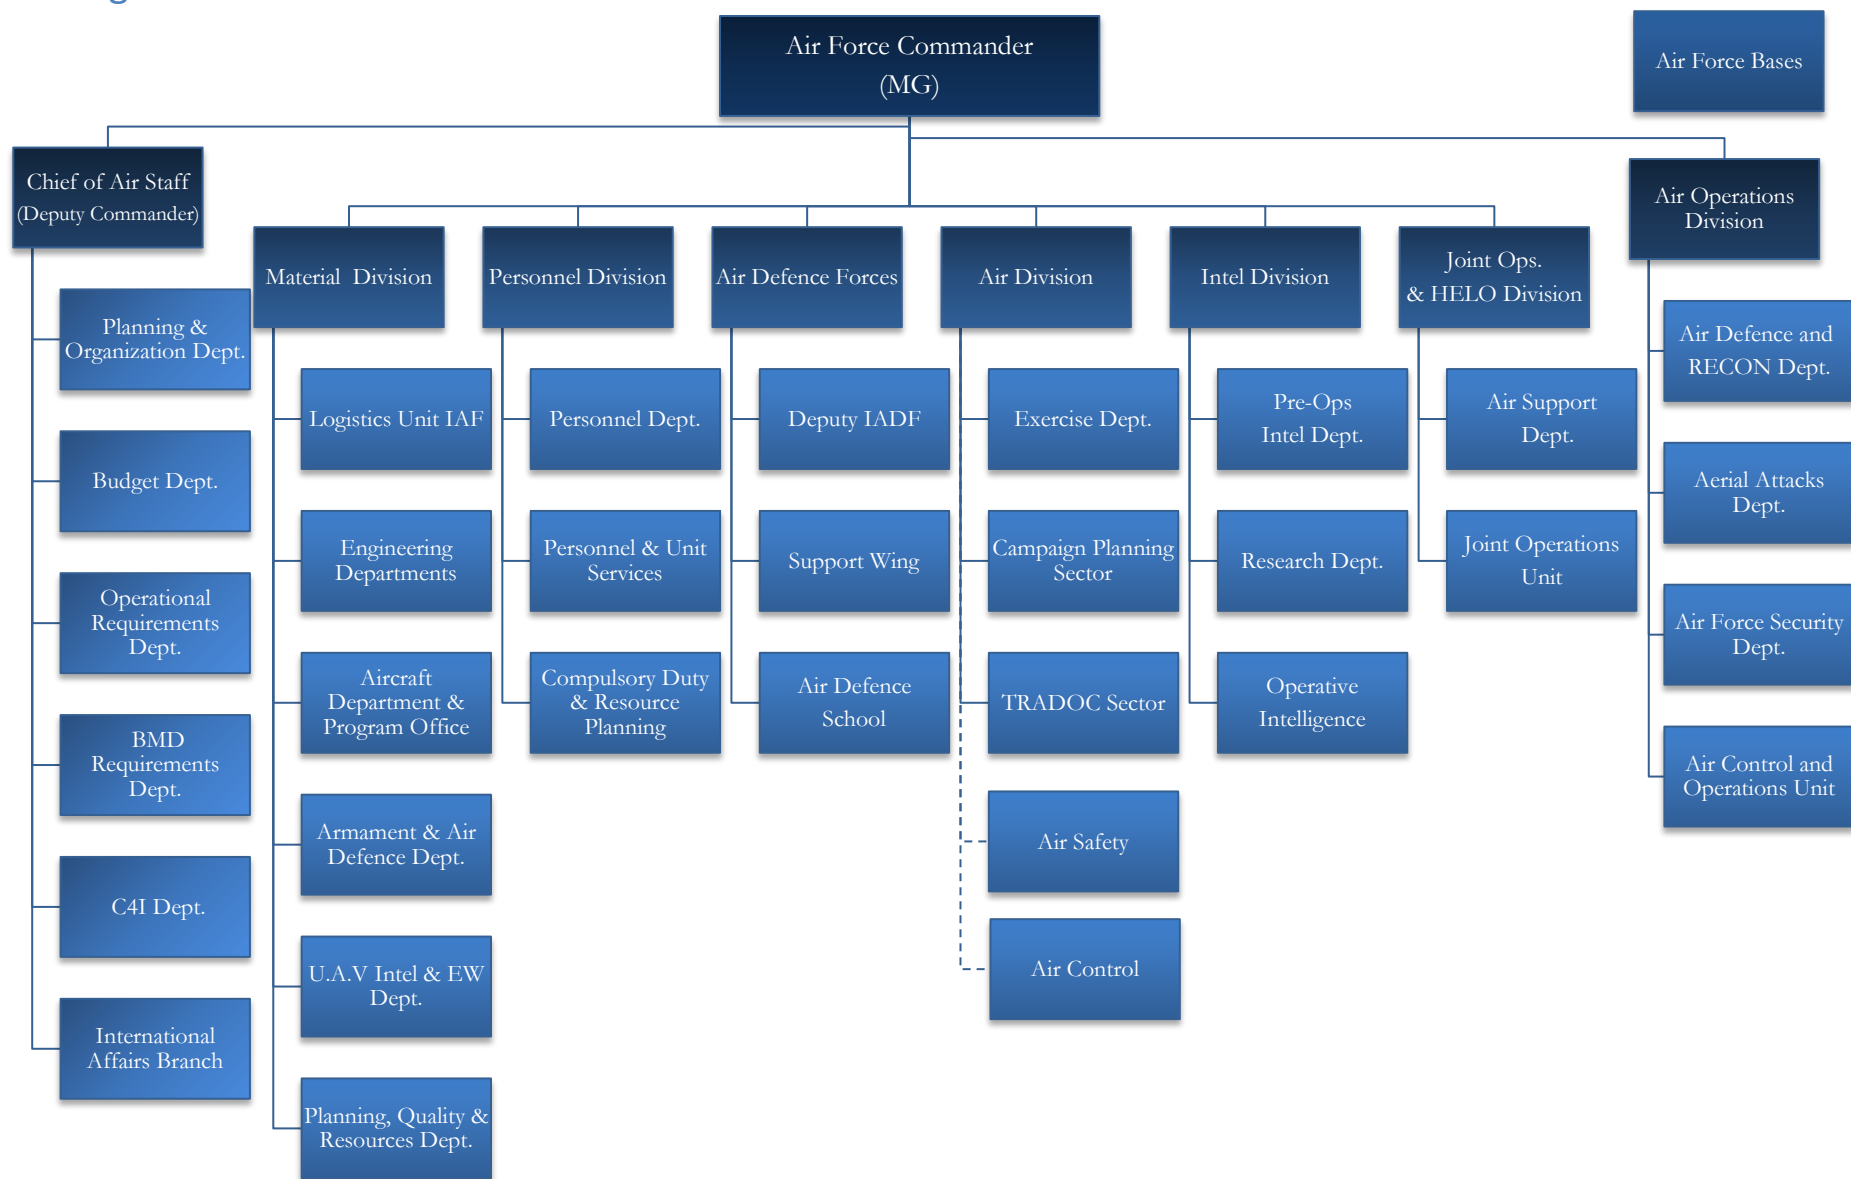 Air Force Commander
(MG)
Air Force Bases
Chief of Air Staff
(Deputy Commander)
Planning &
Organization Dept.
Budget Dept.
Operational
Requirements
Dept.
BMD
Requirements
Dept.
C4I Dept.
International
Affairs Branch
Material Division
Logistics Unit IAF
Engineering
Departments
Aircraft
Department &
Program Office
Armament & Air
Defence Dept.
U.A.V Intel & EW
Dept.
Planning, Quality &
Resources Dept.
Personnel Division
Personnel Dept.
Personnel & Unit
Services
Compulsory Duty
& Resource
Planning
Air Defence Forces
Deputy IADF
Support Wing
Air Defence
School
Air Division
Exercise Dept.
Campaign Planning
Sector
TRADOC Sector
Air Safety
Air Control
Intel Division
Pre-Ops
Intel Dept.
Research Dept.
Operative
Intelligence
Joint Ops.
& HELO Division
Air Support
Dept.
Joint Operations
Unit
Air Operations
Division
Air Defence and
RECON Dept.
Aerial Attacks
Dept.
Air Force Security
Dept.
Air Control and
Operations Unit